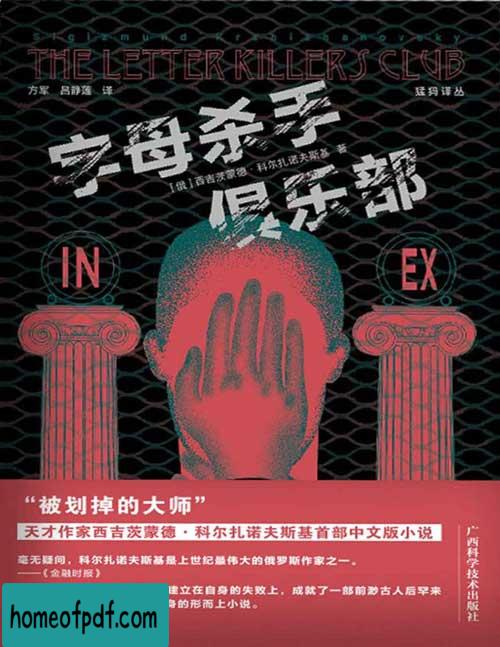 Sigizmund Krzhizhanovsky
THE LETTER KILLERS CLUB
方军 吕静莲 译
猛犸译丛
字母杀手
[俄]西吉茨蒙德·科尔扎诺夫斯基 著
俱乐部
IN
EX
“被划掉的大师”
天才作家西吉茨蒙德·科尔扎诺夫斯基首部中文版小说
毫无疑问，科尔扎诺夫斯基是上世纪最伟大的俄罗斯作家之一。
——《金融时报》
建立在自身的失败上，成就了一部前渺古人后罕来
身的形而上小说。
广西科学技术出版社
homeofpdf.com